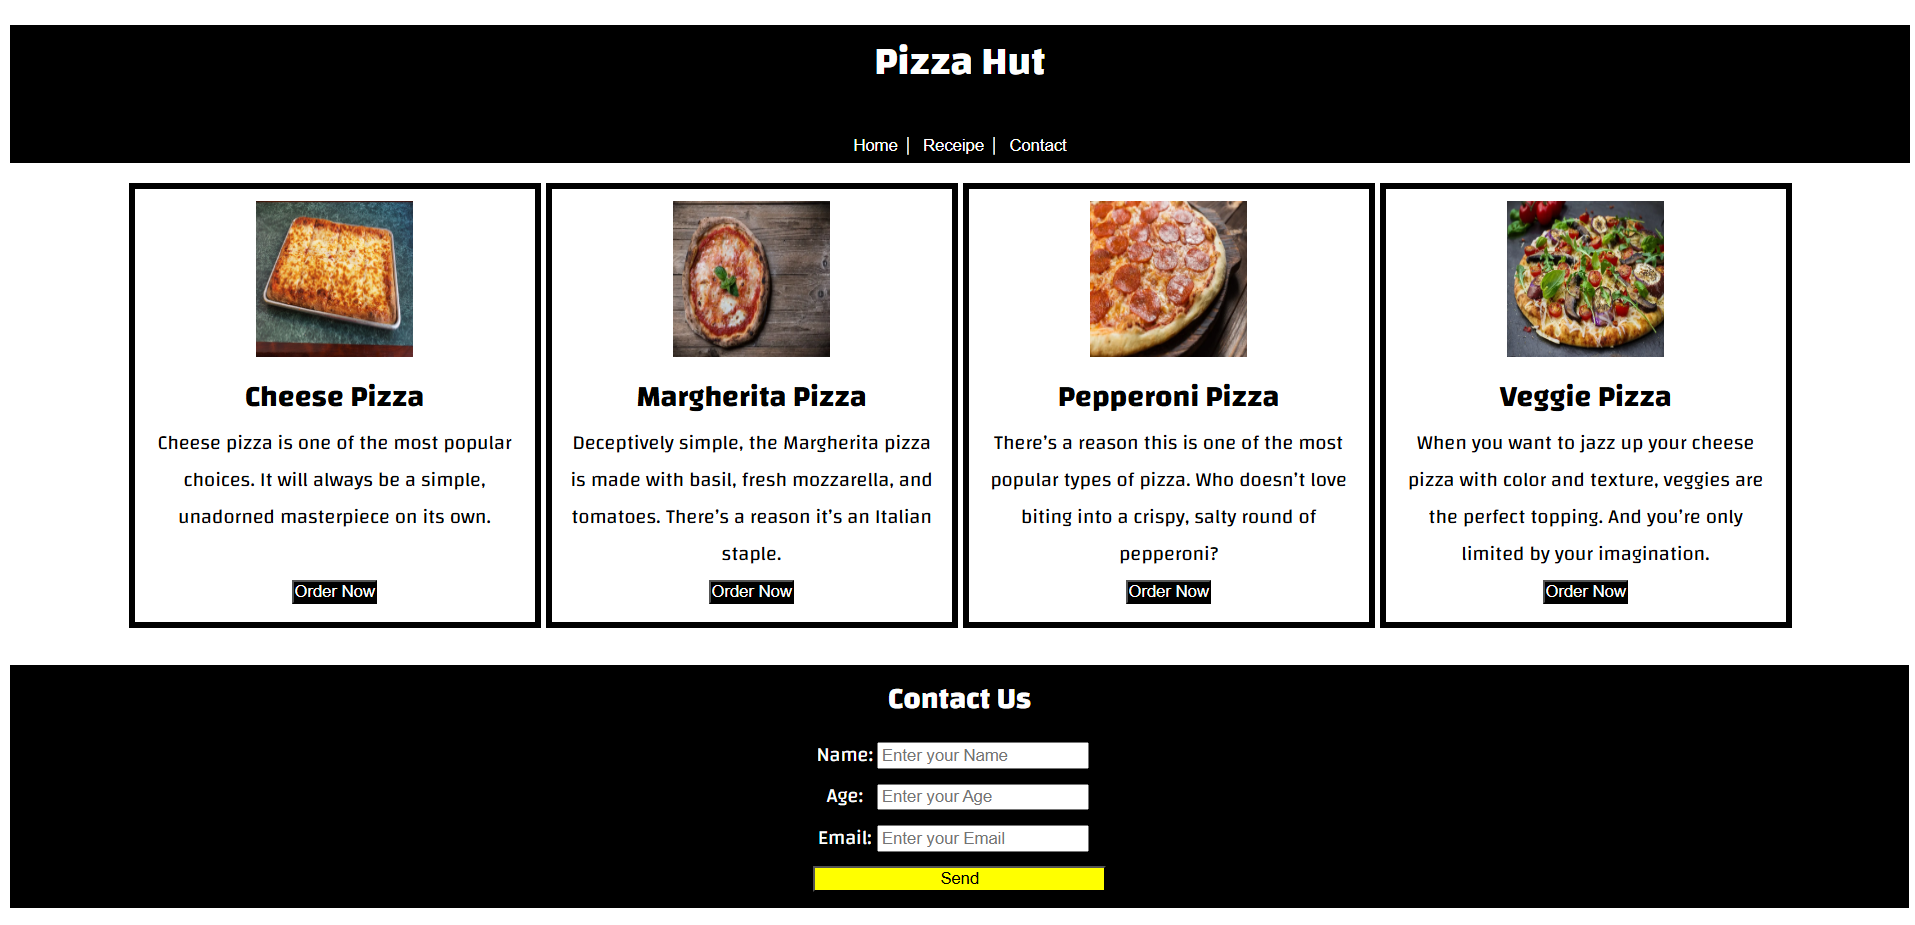 Pizza Hut
Home | Receipe | Contact
Cheese Pizza
Cheese pizza is one of the most popular
choices. It will always be a simple,
unadorned masterpiece on its own.
Order Now
Margherita Pizza
Deceptively simple, the Margherita pizza
is made with basil, fresh mozzarella, and
tomatoes. There’s a reason it’s an Italian
staple.
Order Now
Pepperoni Pizza
There’s a reason this is one of the most
popular types of pizza. Who doesn’t love
biting into a crispy, salty round of
pepperoni?
Order Now
Veggie Pizza
When you want to jazz up your cheese
pizza with color and texture, veggies are
the perfect topping. And you’re only
limited by your imagination.
Order Now
Contact Us
Name: Enter your Name
Age: Enter your Age
Email: Enter your Email
Send